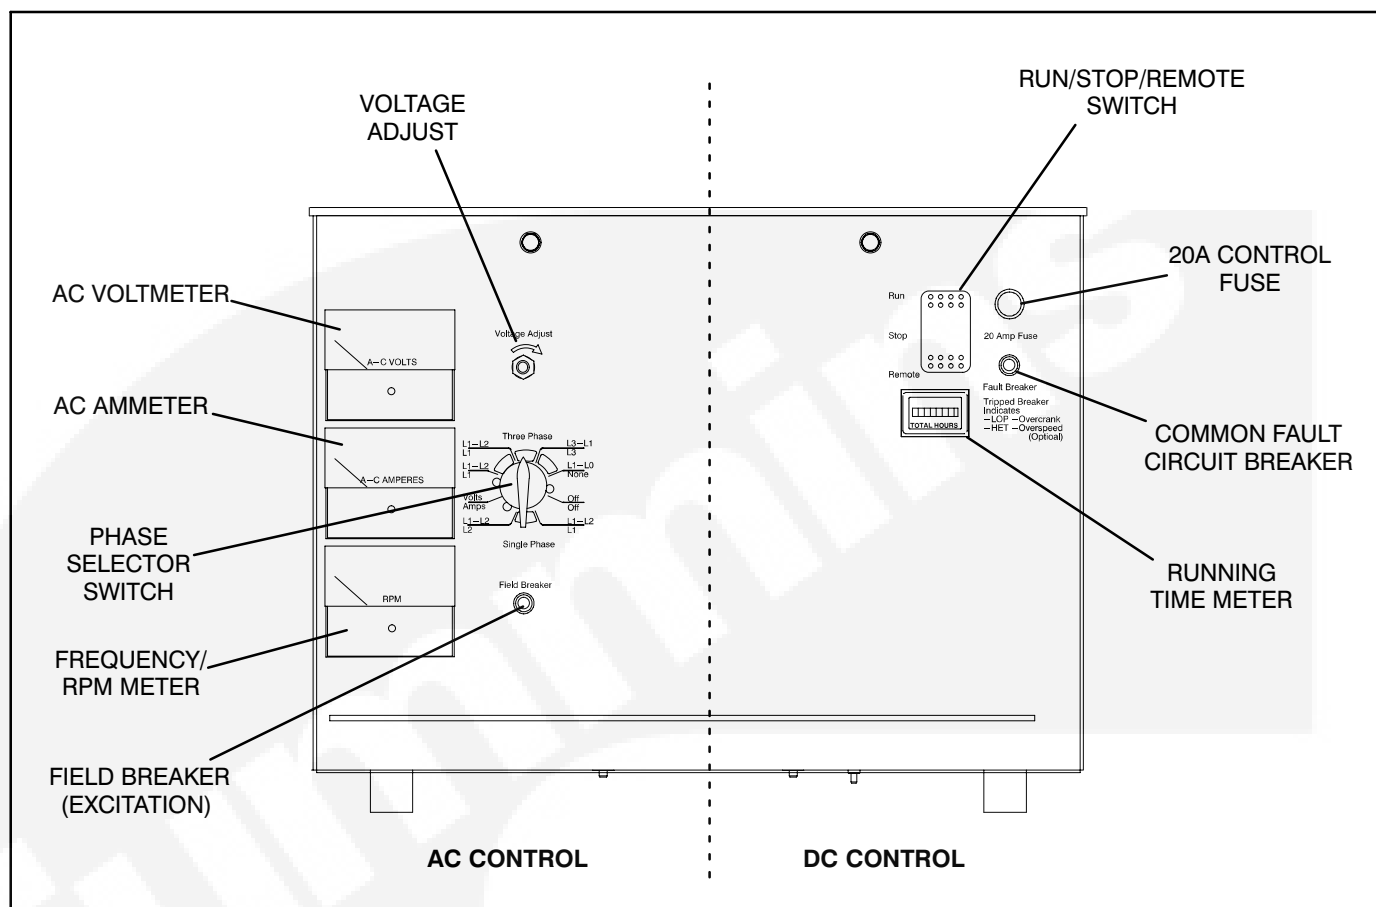 RUN/STOP/REMOTE
SWITCH
VOLTAGE
ADJUST
20A CONTROL
FUSE
AC VOLTMETER
Run
Stop
Remote
20 Amp Fuse
Voltage Adjust
A–C VOLTS
Fault Breaker
Tripped Breaker
Indicates
–LOP –Overcrank
–HET –Overspeed
(Optioal)
TOTAL HOURS
AC AMMETER
A–C AMPERES
Three Phase
L1–L2
L1
L3–L1
L3
L1–L2
L1
L1–L0
None
Volts
Amps
Off
Off
L1–L2
L2
L1–L2
L1
Single Phase
COMMON FAULT
CIRCUIT BREAKER
PHASE
SELECTOR
SWITCH
RPM
Field Breaker
RUNNING
TIME METER
FREQUENCY/
RPM METER
FIELD BREAKER
(EXCITATION)
AC CONTROL
DC CONTROL